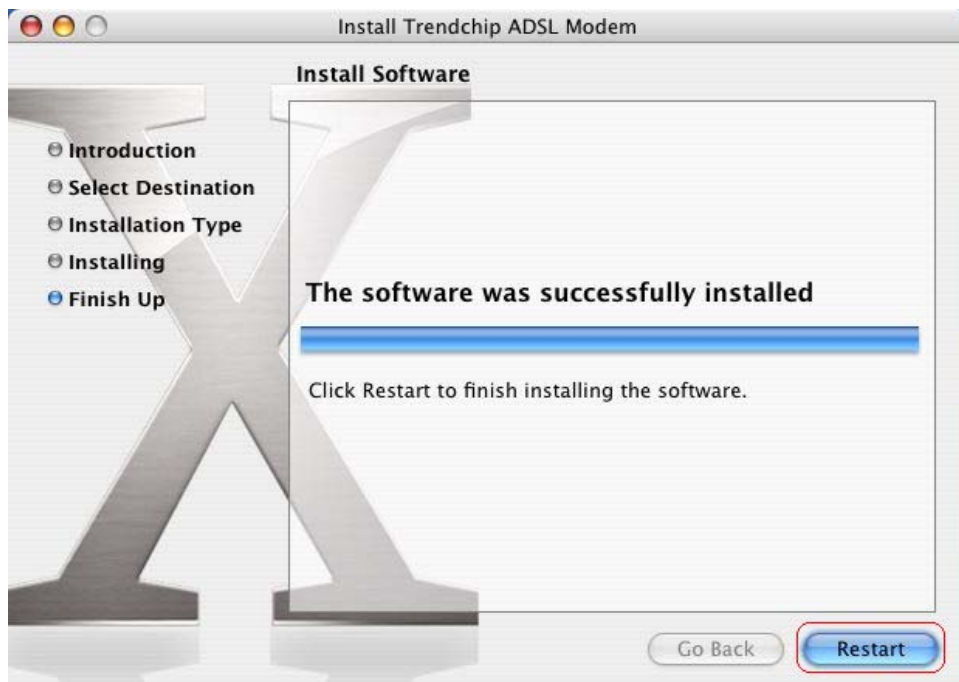 Install Trendchip ADSL Modem
Install Software
Introduction
Select Destination
Installation Type
Installing
Finish Up
The software was successfully installed
Click Restart to finish installing the software.
Go Back
Restart